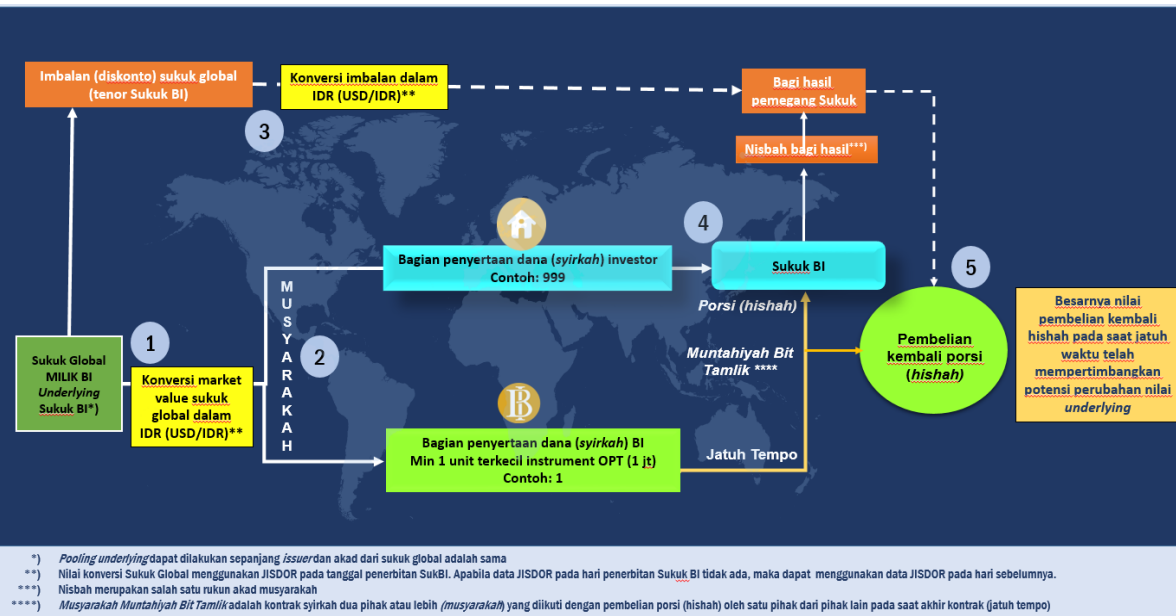 Imbalan (diskonto) sukuk global
(tenor Sukuk BI)
Konversi imbalan dalam
IDR (USD/IDR)**
Bagi hasil
pemegang Sukuk
3
Nisbah bagi hasil***)
4
Bagian penyertaan dana (syirkah) investor
Contoh: 999
Sukuk BI
5
Porsi (hishah)
M
U
S
Y
A
R
A
K
A
H
1
2
Sukuk Global
MILIK BI
Underlying
Sukuk BI*)
Konversi market
value sukuk
global dalam
IDR (USD/IDR)**
Muntahiyah Bit
Tamlik ****
Pembelian
kembali porsi
(hishah)
Besarnya nilai
pembelian kembali
hishah pada saat jatuh
waktu telah
mempertimbangkan
potensi perubahan nilai
underlying
Bagian penyertaan dana (syirkah) BI
Min 1 unit terkecil instrument OPT (1 jt)
Contoh: 1
Jatuh Tempo
*) Pooling underlying dapat dilakukan sepanjang issuer dan akad dari sukuk global adalah sama
**) Nilai konversi Sukuk Global menggunakan JISDOR pada tanggal penerbitan SukBI. Apabila data JISDOR pada hari penerbitan Sukuk BI tidak ada, maka dapat menggunakan data JISDOR pada hari sebelumnya.
***) Nisbah merupakan salah satu rukun akad musyarakah
****) Musyarakah Muntahiyah Bit Tamlik adalah kontrak syirkah dua pihak atau lebih (musyarakah) yang diikuti dengan pembelian porsi (hishah) oleh satu pihak dari pihak lain pada saat akhir kontrak (jatuh tempo)